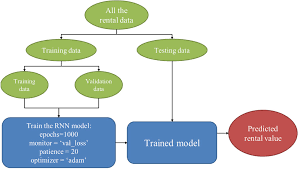 All the
rental data
Training data
Testing data
Training
data
Validation
data
Train the RNN model:
epochs=1000
monitor = 'val_loss'
patience = 20
optimizer = 'adam'
Trained model
Predicted
rental value